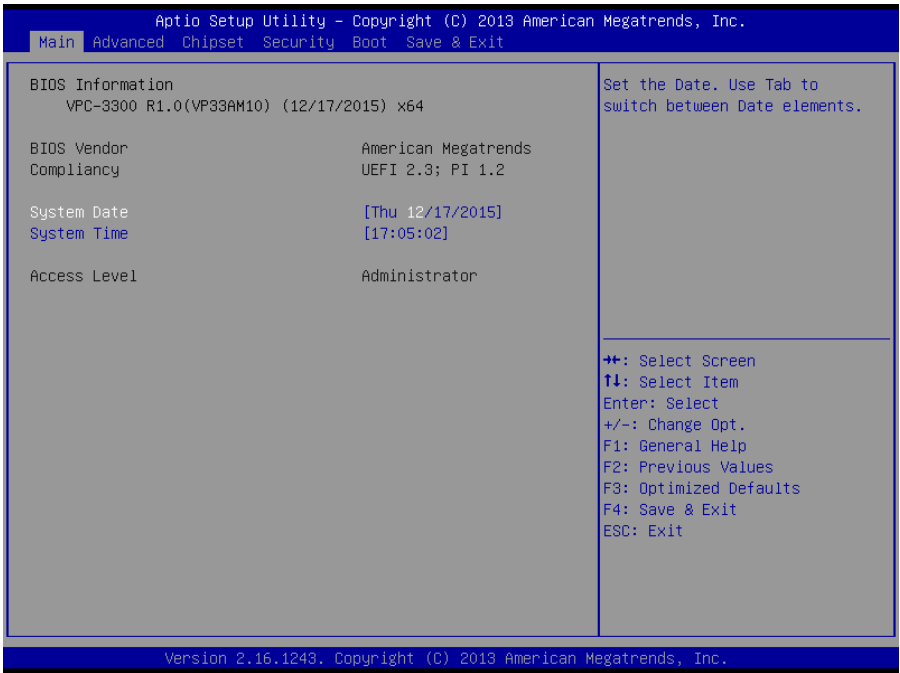 Aptio Setup Utility – Copyright (C) 2013 American Megatrends, Inc.
Main Advanced Chipset Security Boot Save & Exit
BIOS Information
VPC-3300 R1.0(VP33AM10) (12/17/2015) x64
BIOS Vendor American Megatrends
Compliancy UEFI 2.3; PI 1.2
System Date [Thu 12/17/2015]
System Time [17:05:02]
Access Level Administrator
Set the Date. Use Tab to
switch between Date elements.
→←: Select Screen
↑↓: Select Item
Enter: Select
+/-: Change Opt.
F1: General Help
F2: Previous Values
F3: Optimized Defaults
F4: Save & Exit
ESC: Exit
Version 2.16.1243. Copyright (C) 2013 American Megatrends, Inc.